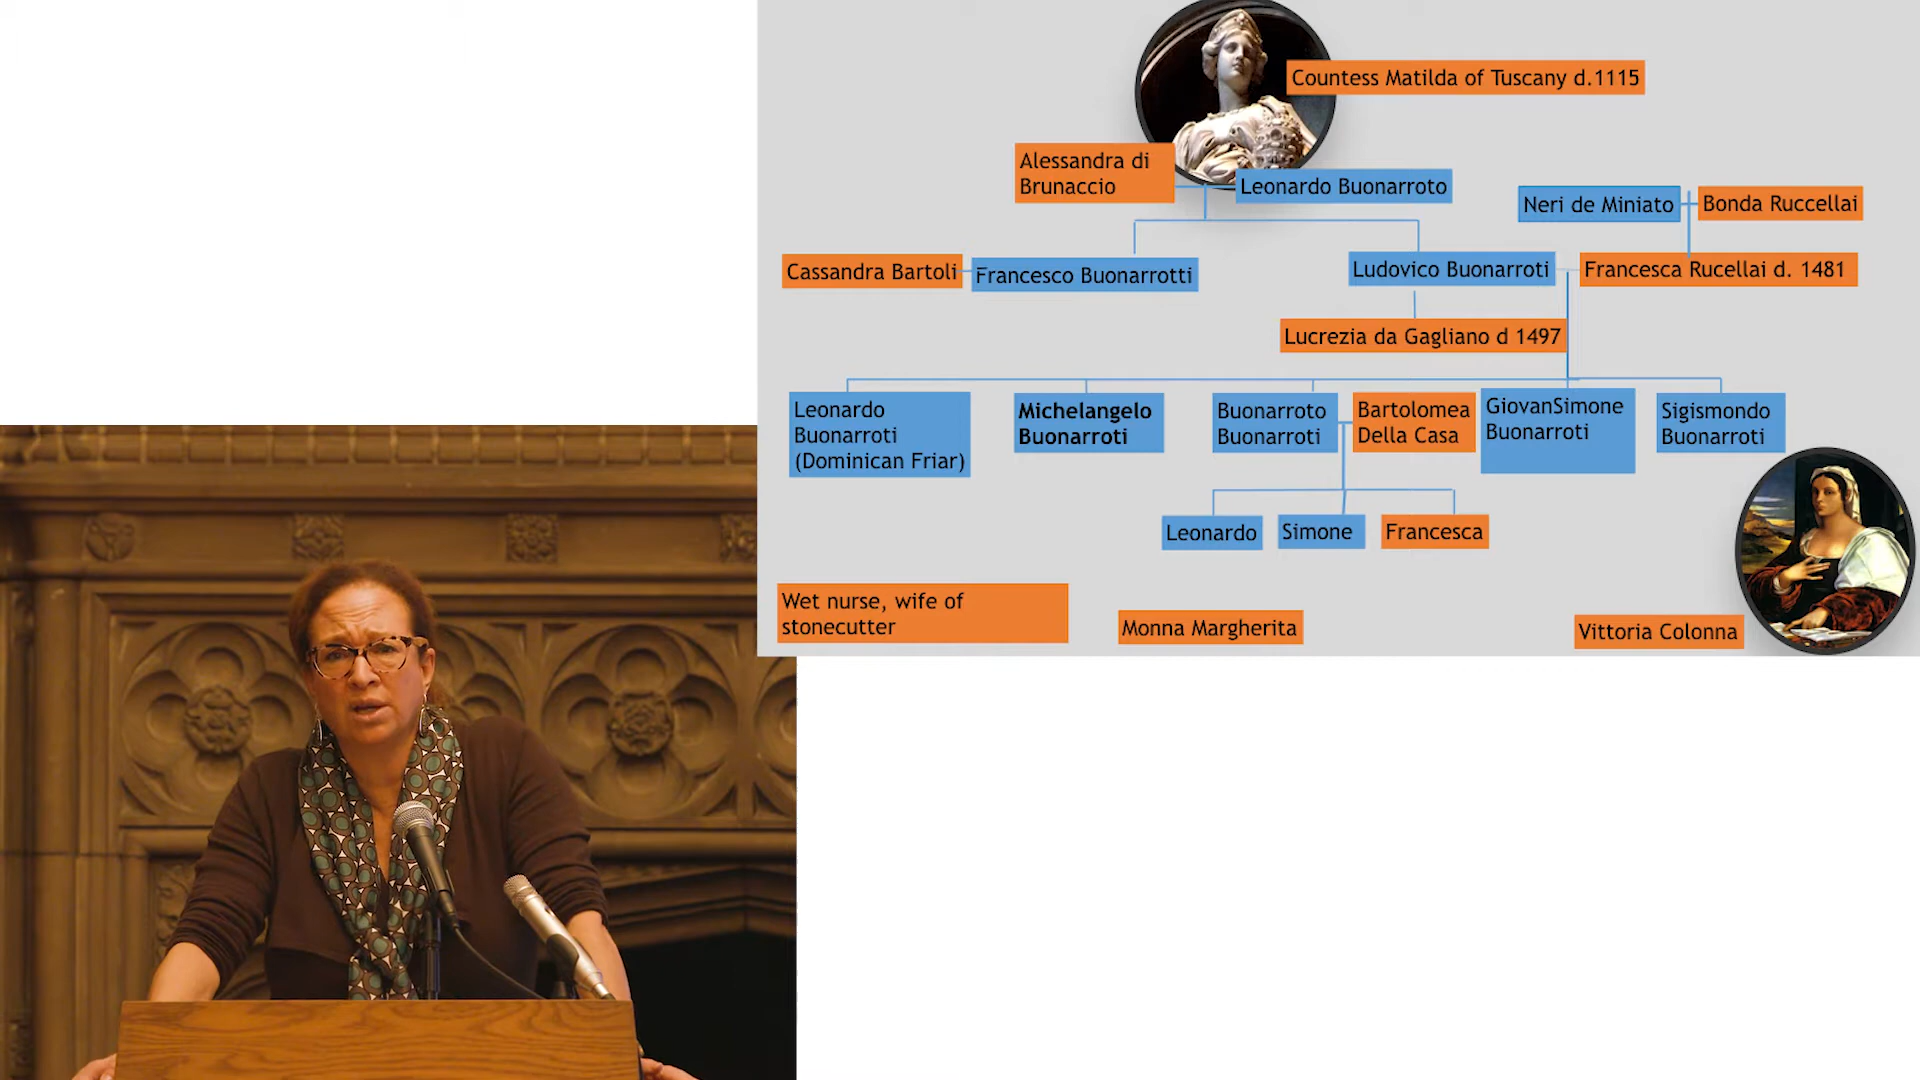 Countess Matilda of Tuscany d.1115
Alessandra di
Brunaccio
Leonardo Buonarroto
Neri de Miniato
Bonda Ruccellai
Cassandra Bartoli
Francesco Buonarrotti
Ludovico Buonarroti
Francesca Rucellai d. 1481
Lucrezia da Gagliano d 1497
Leonardo
Buonarroti
(Dominican Friar)
Michelangelo
Buonarroti
Buonarroto
Buonarroti
Bartolomea
Della Casa
GiovanSimone
Buonarroti
Sigismondo
Buonarroti
Leonardo
Simone
Francesca
Wet nurse, wife of
stonecutter
Monna Margherita
Vittoria Colonna